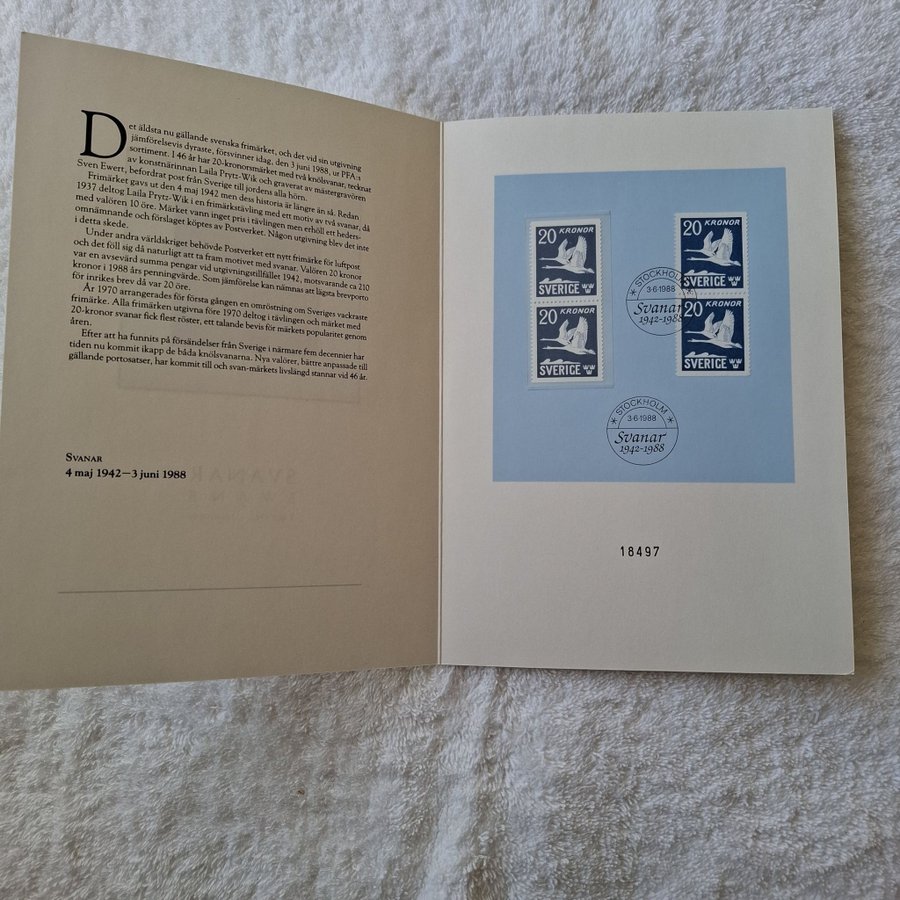 Det äldsta nu gällande svenska frimärket, och det vid sin utgivning
jämförelsevis dyraste, försvinner idag, den 3 juni 1988, ur PFA:s
sortiment. I 46 år har 20-kronorsmärket med två knölsvanar, tecknat
av konstnärinnan Laila Prytz-Wik och graverat av mästergravören
Sven Ewert, befordrat post från Sverige till jordens alla hörn.
Frimärket gavs ut den 4 maj 1942 men dess historia är längre än så. Redan
1937 deltog Laila Prytz-Wik i en frimärkstävling med ett motiv av två svanar, då
med valören 10 öre. Märket vann inget pris i tävlingen men erhöll ett heders-
omnämnande och förslaget köptes av Postverket. Någon utgivning blev det inte
i detta skede.
Under andra världskriget behövde Postverket ett nytt frimärke för luftpost
och det föll sig då naturligt att ta fram motivet med svanar. Valören 20 kronor
var en avsevärd summa pengar vid utgivningstillfället 1942, motsvarande ca 210
kronor i 1988 års penningvärde. Som jämförelse kan nämnas att lägsta brevporto
för inrikes brev då var 20 öre.
År 1970 arrangerades för första gången en omröstning om Sveriges vackraste
frimärke. Alla frimärken utgivna före 1970 deltog i tävlingen och märket med
20-kronor svanar fick flest röster, ett talande bevis för märkets popularitet genom
åren.
Efter att ha funnits på försändelser från Sverige i närmare fem decennier har
tiden nu kommit ikapp de båda knölsvanarna. Nya valörer, bättre anpassade till
gällande portosatser, har kommit till och svan-märkets livslängd stannar vid 46 år.
SVANAR
4 maj 1942—3 juni 1988
20 KRONOR
SVERIGE
20 KRONOR
SVERIGE
20 KRONOR
SVERIGE
20 KRONOR
SVERIGE
* STOCKHOLM *
3·6·1988
Svanar
1942-1988
* STOCKHOLM *
3·6·1988
Svanar
1942-1988
18497